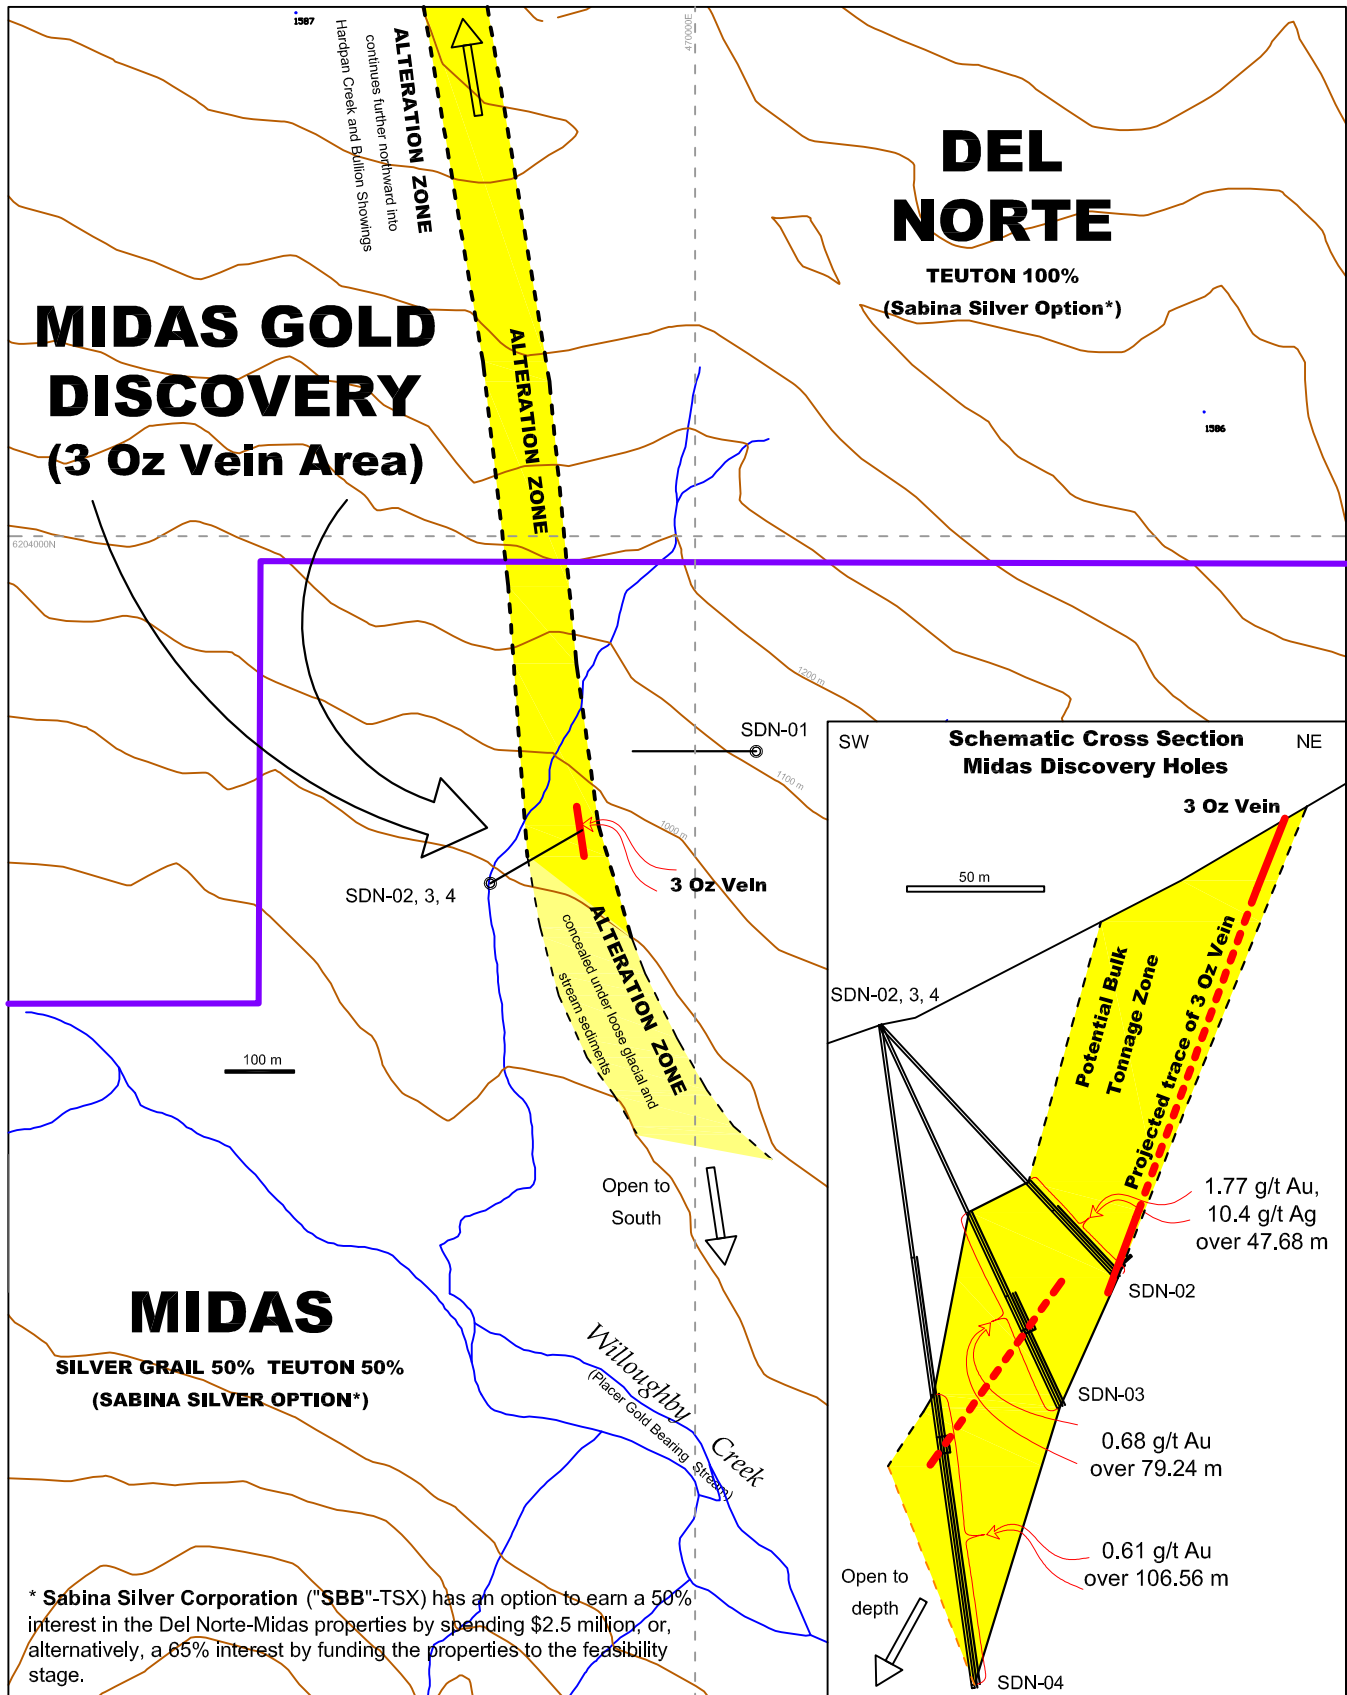 1587
ALTERATION ZONE
continues further northward into
Hardpan Creek and Bullion Showings
470000E
DEL
NORTE
TEUTON 100%
(Sabina Silver Option*)
MIDAS GOLD
DISCOVERY
(3 Oz Vein Area)
ALTERATION ZONE
1586
6204000N
1200 m
1100 m
1000 m
SDN-01
SDN-02, 3, 4
3 Oz Vein
ALTERATION ZONE
concealed under loose glacial and
stream sediments
100 m
Open to
South
MIDAS
SILVER GRAIL 50% TEUTON 50%
(SABINA SILVER OPTION*)
Willoughby Creek
(Placer Gold Bearing Stream)
* Sabina Silver Corporation ("SBB"-TSX) has an option to earn a 50%
interest in the Del Norte-Midas properties by spending $2.5 million, or,
alternatively, a 65% interest by funding the properties to the feasibility
stage.
SW
Schematic Cross Section
Midas Discovery Holes
NE
3 Oz Vein
50 m
SDN-02, 3, 4
Potential Bulk
Tonnage Zone
Projected trace of 3 Oz Vein
1.77 g/t Au,
10.4 g/t Ag
over 47.68 m
SDN-02
SDN-03
0.68 g/t Au
over 79.24 m
0.61 g/t Au
over 106.56 m
Open to
depth
SDN-04